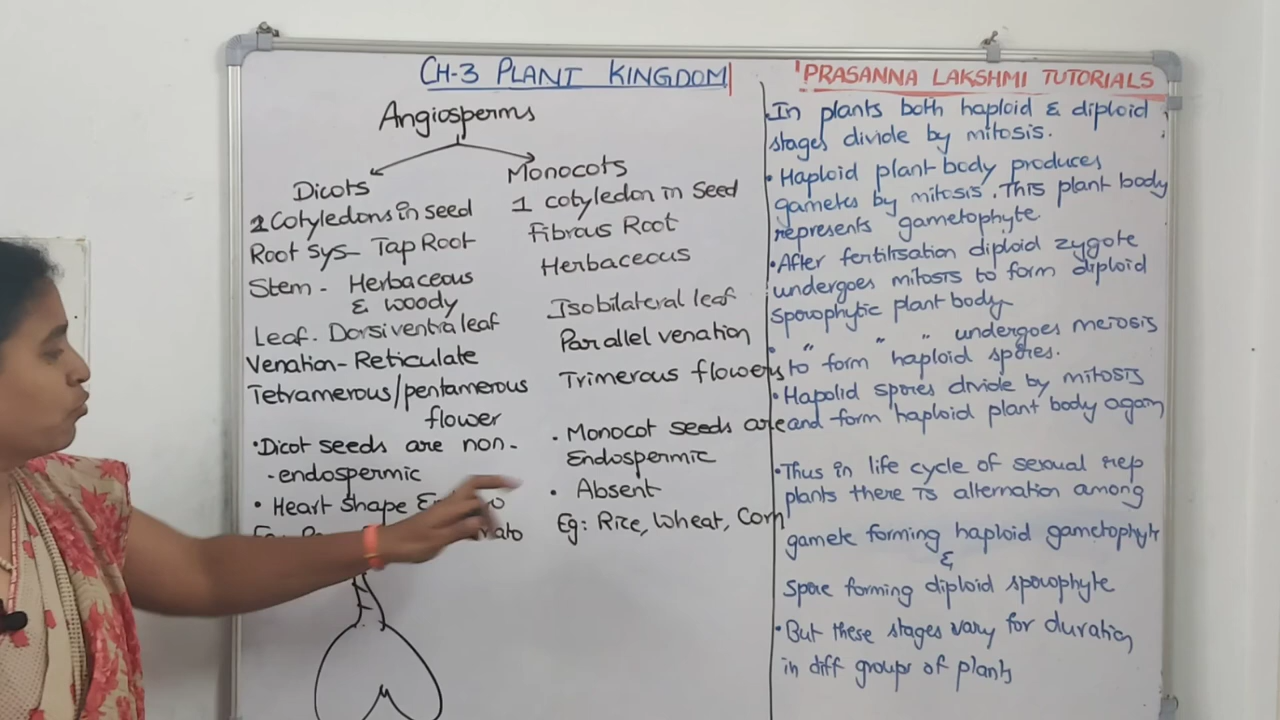 CH-3 PLANT KINGDOM
Angiosperms
Dicots
2 Cotyledons in seed
Root sys- Tap Root
Stem - Herbaceous
& woody
Leaf - Dorsiventral leaf
Venation- Reticulate
Tetramerous/pentamerous
flower
• Dicot seeds are non-
- endospermic
• Heart Shape
Monocots
1 cotyledon in Seed
Fibrous Root
Herbaceous
Isobilateral leaf
Parallel venation
Trimerous flowers
• Monocot seeds are
Endospermic
• Absent
Eg: Rice, Wheat, Corn
PRASANNA LAKSHMI TUTORIALS
In plants both haploid & diploid
stages divide by mitosis.
• Haploid plant body produces
gametes by mitosis. This plant body
represents gametophyte
• After fertilisation diploid zygote
undergoes mitosis to form diploid
Sporophytic plant body
• " " " undergoes meiosis
to form haploid spores.
• Haplolid spores divide by mitosis
and form haploid plant body again
• Thus in life cycle of sexual rep
plants there is alternation among
gamete forming haploid gametophyte
&
Spore forming diploid sporophyte
• But these stages vary for duration
in diff groups of plants